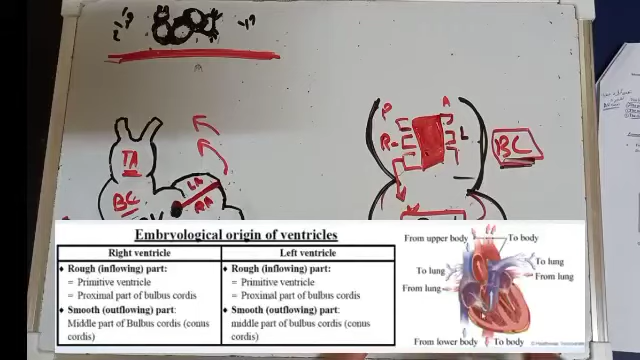 TA
BC
LA
RA
P
A
R
L
BC
Embryological origin of ventricles
Right ventricle
Left ventricle
♦ Rough (inflowing) part:
= Primitive ventricle
= Proximal part of bulbus cordis
♦ Smooth (outflowing) part:
Middle part of Bulbus cordis (conus
cordis)
♦ Rough (inflowing) part:
= Primitive ventricle
= Proximal part of bulbus cordis
♦ Smooth (outflowing) part:
middle part of bulbus cordis (conus
cordis)
From upper body
To body
To lung
To lung
From lung
From lung
From lower body
To body